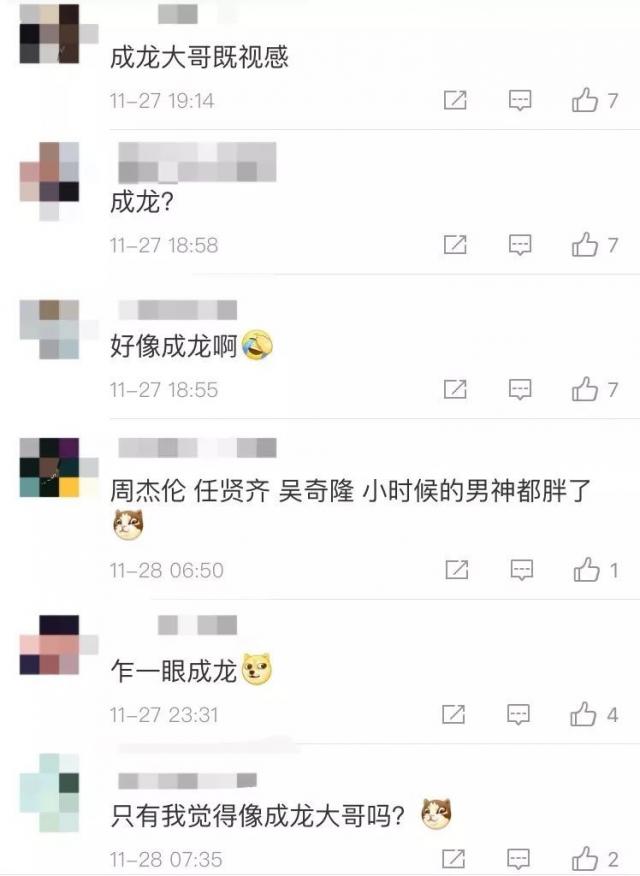 成龙大哥既视感
11-27 19:14
7
成龙?
11-27 18:58
7
好像成龙啊
11-27 18:55
7
周杰伦 任贤齐 吴奇隆 小时候的男神都胖了
11-28 06:50
1
乍一眼成龙
11-27 23:31
4
只有我觉得像成龙大哥吗?
11-28 07:35
2